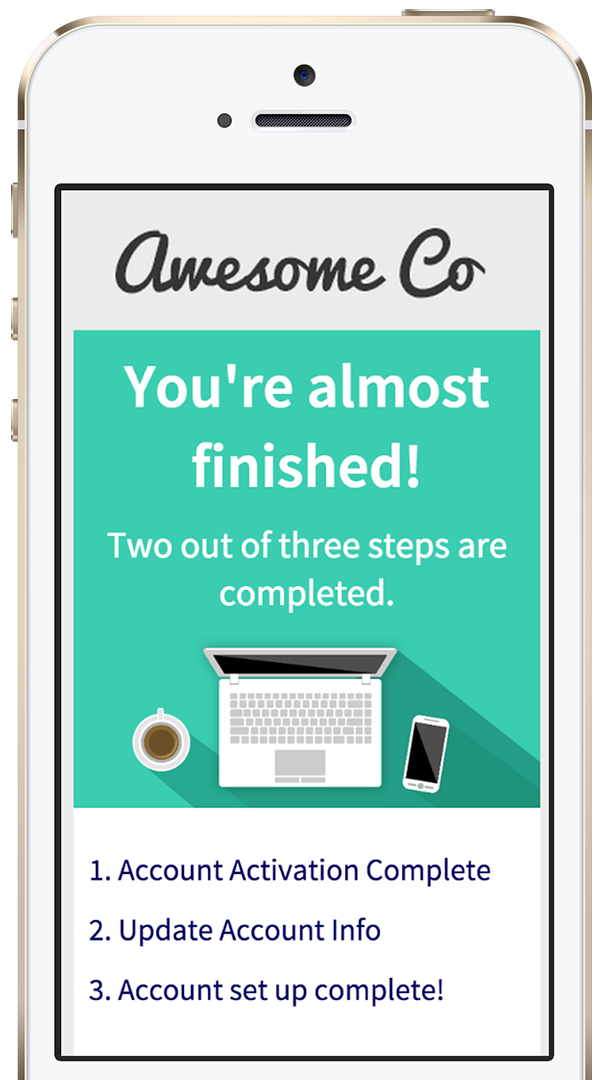 Awesome Co
You're almost
finished!
Two out of three steps are
completed.
1. Account Activation Complete
2. Update Account Info
3. Account set up complete!